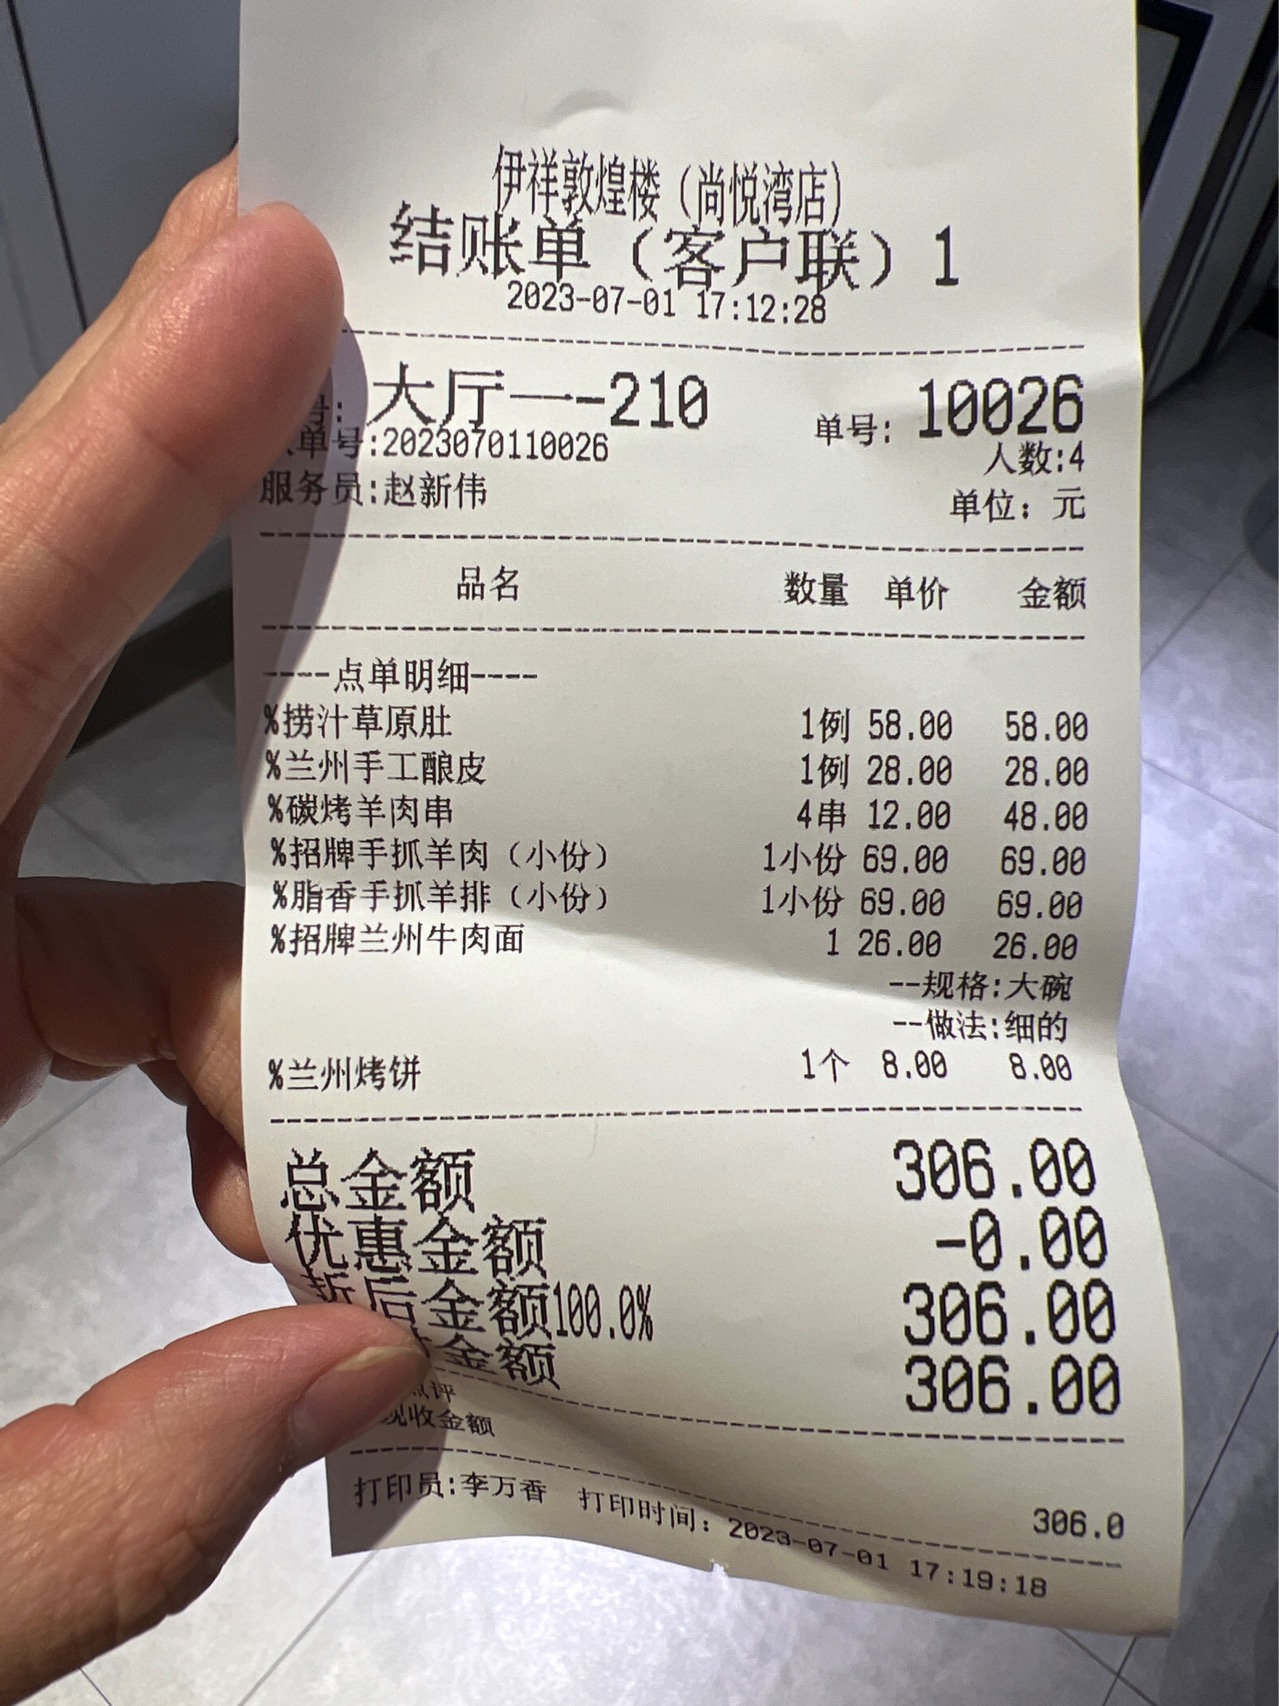 伊祥敦煌楼（尚悦湾店）
结账单（客户联）1
2023-07-01 17:12:28
号: 大厅一-210 单号: 10026
单号:2023070110026 人数:4
服务员:赵新伟 单位: 元
品名 数量 单价 金额
----点单明细----
%捞汁草原肚 1例 58.00 58.00
%兰州手工酿皮 1例 28.00 28.00
%碳烤羊肉串 4串 12.00 48.00
%招牌手抓羊肉（小份） 1小份 69.00 69.00
%脂香手抓羊排（小份） 1小份 69.00 69.00
%招牌兰州牛肉面 1 26.00 26.00
--规格:大碗
--做法:细的
%兰州烤饼 1个 8.00 8.00
总金额 306.00
优惠金额 -0.00
折后金额100.0% 306.00
金额 306.00
点评
现收金额 306.0
打印员:李万香 打印时间: 2023-07-01 17:19:18